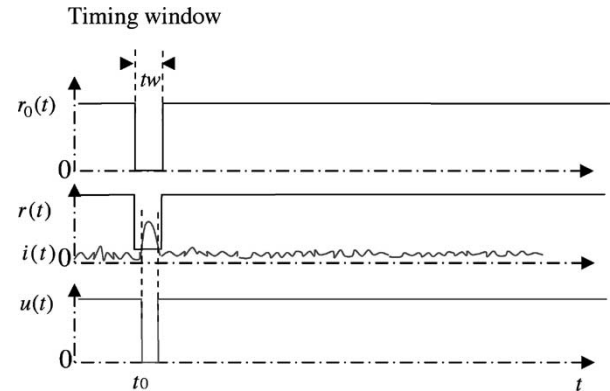 Timing window
tw
r₀(t)
0
r(t)
i(t)
0
u(t)
0
t₀
t